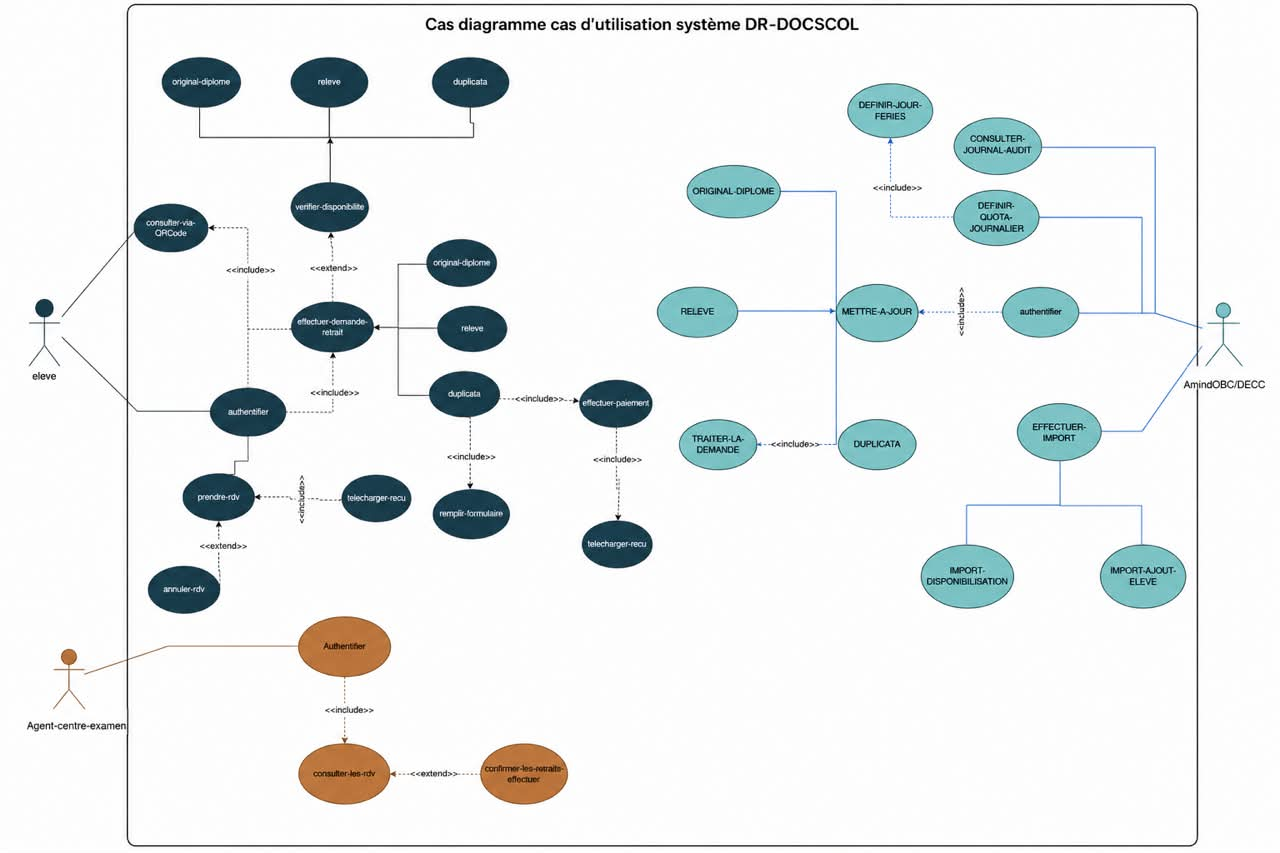 Cas diagramme cas d'utilisation système DR-DOCSCOL
original-diplome
releve
duplicata
DEFINIR-JOUR-
FERIES
CONSULTER-
JOURNAL-AUDIT
<<include>>
ORIGINAL-DIPLOME
verifier-disponibilite
consulter-via-
QRCode
DEFINIR-
QUOTA-
JOURNALIER
<<include>>
<<extend>>
original-diplome
effectuer-demande-
retrait
releve
RELEVE
METTRE-A-JOUR
<<include>>
authentifier
eleve
AmindOBC/DECC
<<include>>
duplicata
<<include>>
effectuer-paiement
authentifier
EFFECTUER-
IMPORT
TRAITER-LA-
DEMANDE
<<include>>
DUPLICATA
<<include>>
<<include>>
prendre-rdv
<<include>>
telecharger-recu
remplir-formulaire
<<extend>>
telecharger-recu
annuler-rdv
IMPORT-
DISPONIBILISATION
IMPORT-AJOUT-
ELEVE
Authentifier
Agent-centre-examen
<<include>>
consulter-les-rdv
<<extend>>
confirmer-les-retraits-
effectuer